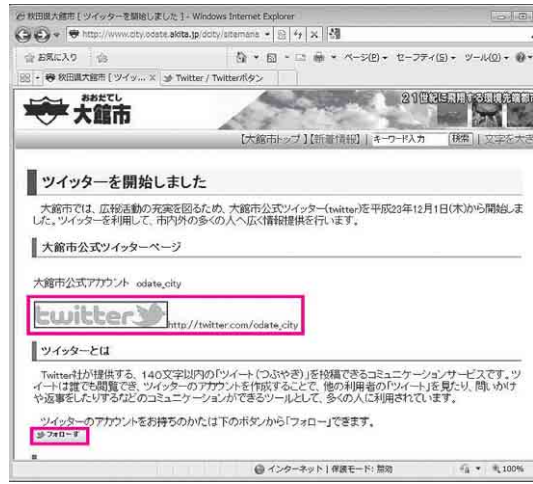 秋田県大館市 [ ツイッターを開始しました ] - Windows Internet Explorer
http://www.city.odate.akita.jp/dcity/sitemana
お気に入り
ページ(P) セーフティ(S) ツール(O)
秋田県大館市 [ ツイッ... Twitter / Twitterボタン
おおだてし
大館市
21世紀に飛翔する環境先端都市
【大館市トップ】【新着情報】 | キーワード入力 検索 | 文字を大き
ツイッターを開始しました
大館市では、広報活動の充実を図るため、大館市公式ツイッター(twitter)を平成23年12月1日(木)から開始しま
した。ツイッターを利用して、市内外の多くの人へ広く情報提供を行います。
大館市公式ツイッターページ
大館市公式アカウント odate_city
twitter http://twitter.com/odate_city
ツイッターとは
Twitter社が提供する、140文字以内の「ツイート(つぶやき)」を投稿できるコミュニケーションサービスです。ツ
イートは誰でも閲覧でき、ツイッターのアカウントを作成することで、他の利用者の「ツイート」を見たり、問いかけ
や返事をしたりするなどのコミュニケーションができるツールとして、多くの人に利用されています。
ツイッターのアカウントをお持ちのかたは下のボタンから「フォロー」できます。
フォローす
インターネット | 保護モード: 無効 100%